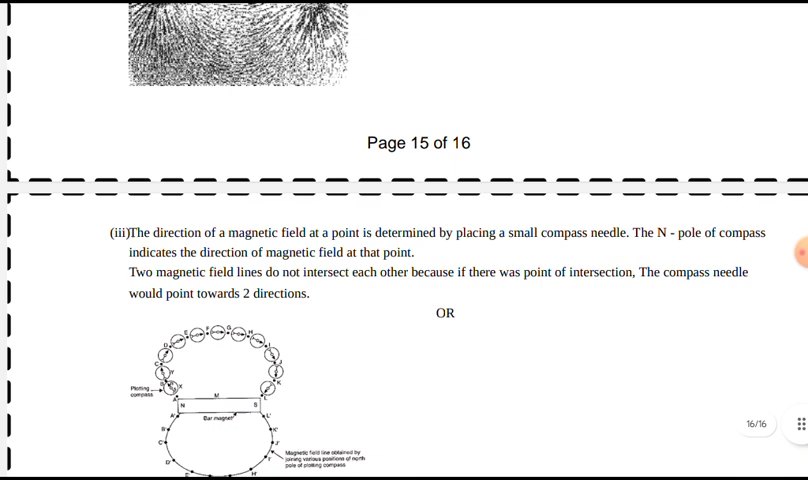 Page 15 of 16
(iii)The direction of a magnetic field at a point is determined by placing a small compass needle. The N - pole of compass
indicates the direction of magnetic field at that point.
Two magnetic field lines do not intersect each other because if there was point of intersection, The compass needle
would point towards 2 directions.
OR
E F G H
D I
C J
Y
B X K
Plotting
compass
A M L
N S
A' Bar magnet L'
B' K'
C' J'
I' Magnetic field line obtained by
joining various positions of north
pole of plotting compass
D'
H'
16/16